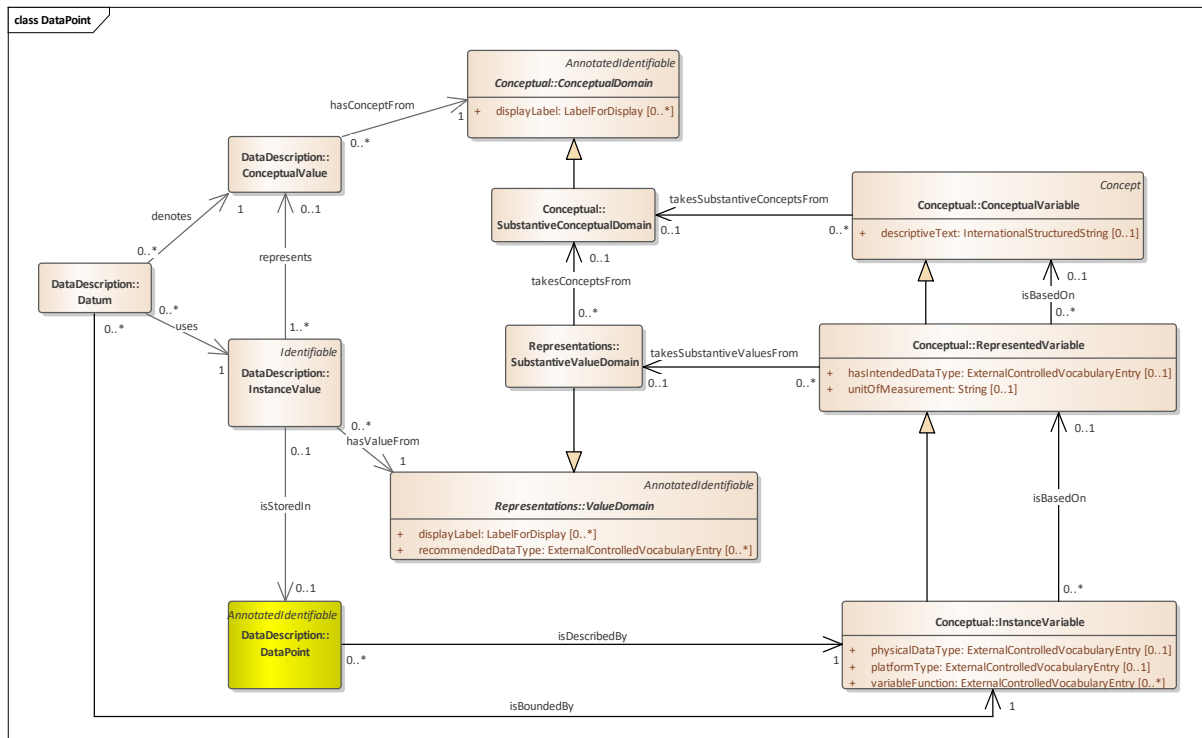 class DataPoint
AnnotatedIdentifiable
Conceptual::ConceptualDomain
+ displayLabel: LabelForDisplay [0..*]
hasConceptFrom
1
0..*
DataDescription::
ConceptualValue
1
0..1
denotes
0..*
represents
Conceptual::
SubstantiveConceptualDomain
takesSubstantiveConceptsFrom
0..1
0..*
Concept
Conceptual::ConceptualVariable
+ descriptiveText: InternationalStructuredString [0..1]
0..1
takesConceptsFrom
0..*
0..1
isBasedOn
0..*
DataDescription::
Datum
0..*
0..*
uses
1
1..*
Identifiable
DataDescription::
InstanceValue
Representations::
SubstantiveValueDomain
takesSubstantiveValuesFrom
0..1
0..*
Conceptual::RepresentedVariable
+ hasIntendedDataType: ExternalControlledVocabularyEntry [0..1]
+ unitOfMeasurement: String [0..1]
0..*
hasValueFrom
1
0..1
0..1
isBasedOn
0..*
AnnotatedIdentifiable
Representations::ValueDomain
+ displayLabel: LabelForDisplay [0..*]
+ recommendedDataType: ExternalControlledVocabularyEntry [0..*]
isStoredIn
0..1
AnnotatedIdentifiable
DataDescription::
DataPoint
isDescribedBy
0..*
1
Conceptual::InstanceVariable
+ physicalDataType: ExternalControlledVocabularyEntry [0..1]
+ platformType: ExternalControlledVocabularyEntry [0..1]
+ variableFunction: ExternalControlledVocabularyEntry [0..*]
isBoundedBy
1